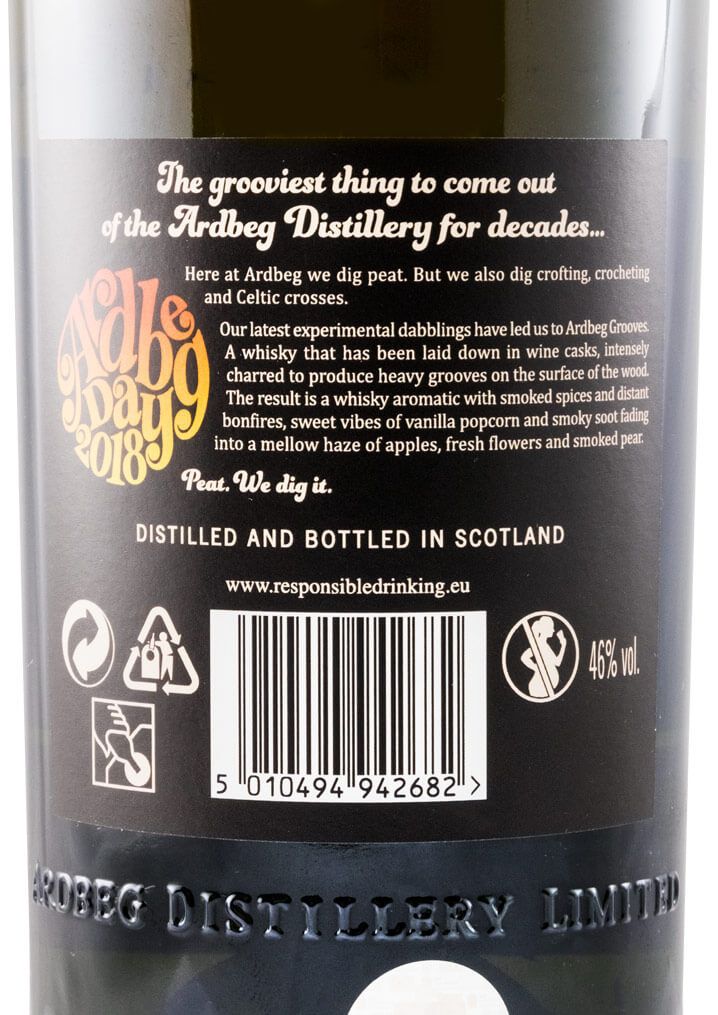 The grooviest thing to come out
of the Ardbeg Distillery for decades...
Here at Ardbeg we dig peat. But we also dig crofting, crocheting
and Celtic crosses.
Ardbeg
Day
2018
Our latest experimental dabblings have led us to Ardbeg Grooves.
A whisky that has been laid down in wine casks, intensely
charred to produce heavy grooves on the surface of the wood.
The result is a whisky aromatic with smoked spices and distant
bonfires, sweet vibes of vanilla popcorn and smoky soot fading
into a mellow haze of apples, fresh flowers and smoked pear.
Peat. We dig it.
DISTILLED AND BOTTLED IN SCOTLAND
www.responsibledrinking.eu
46% vol.
5 010494 942682 >
ARDBEG DISTILLERY LIMITED